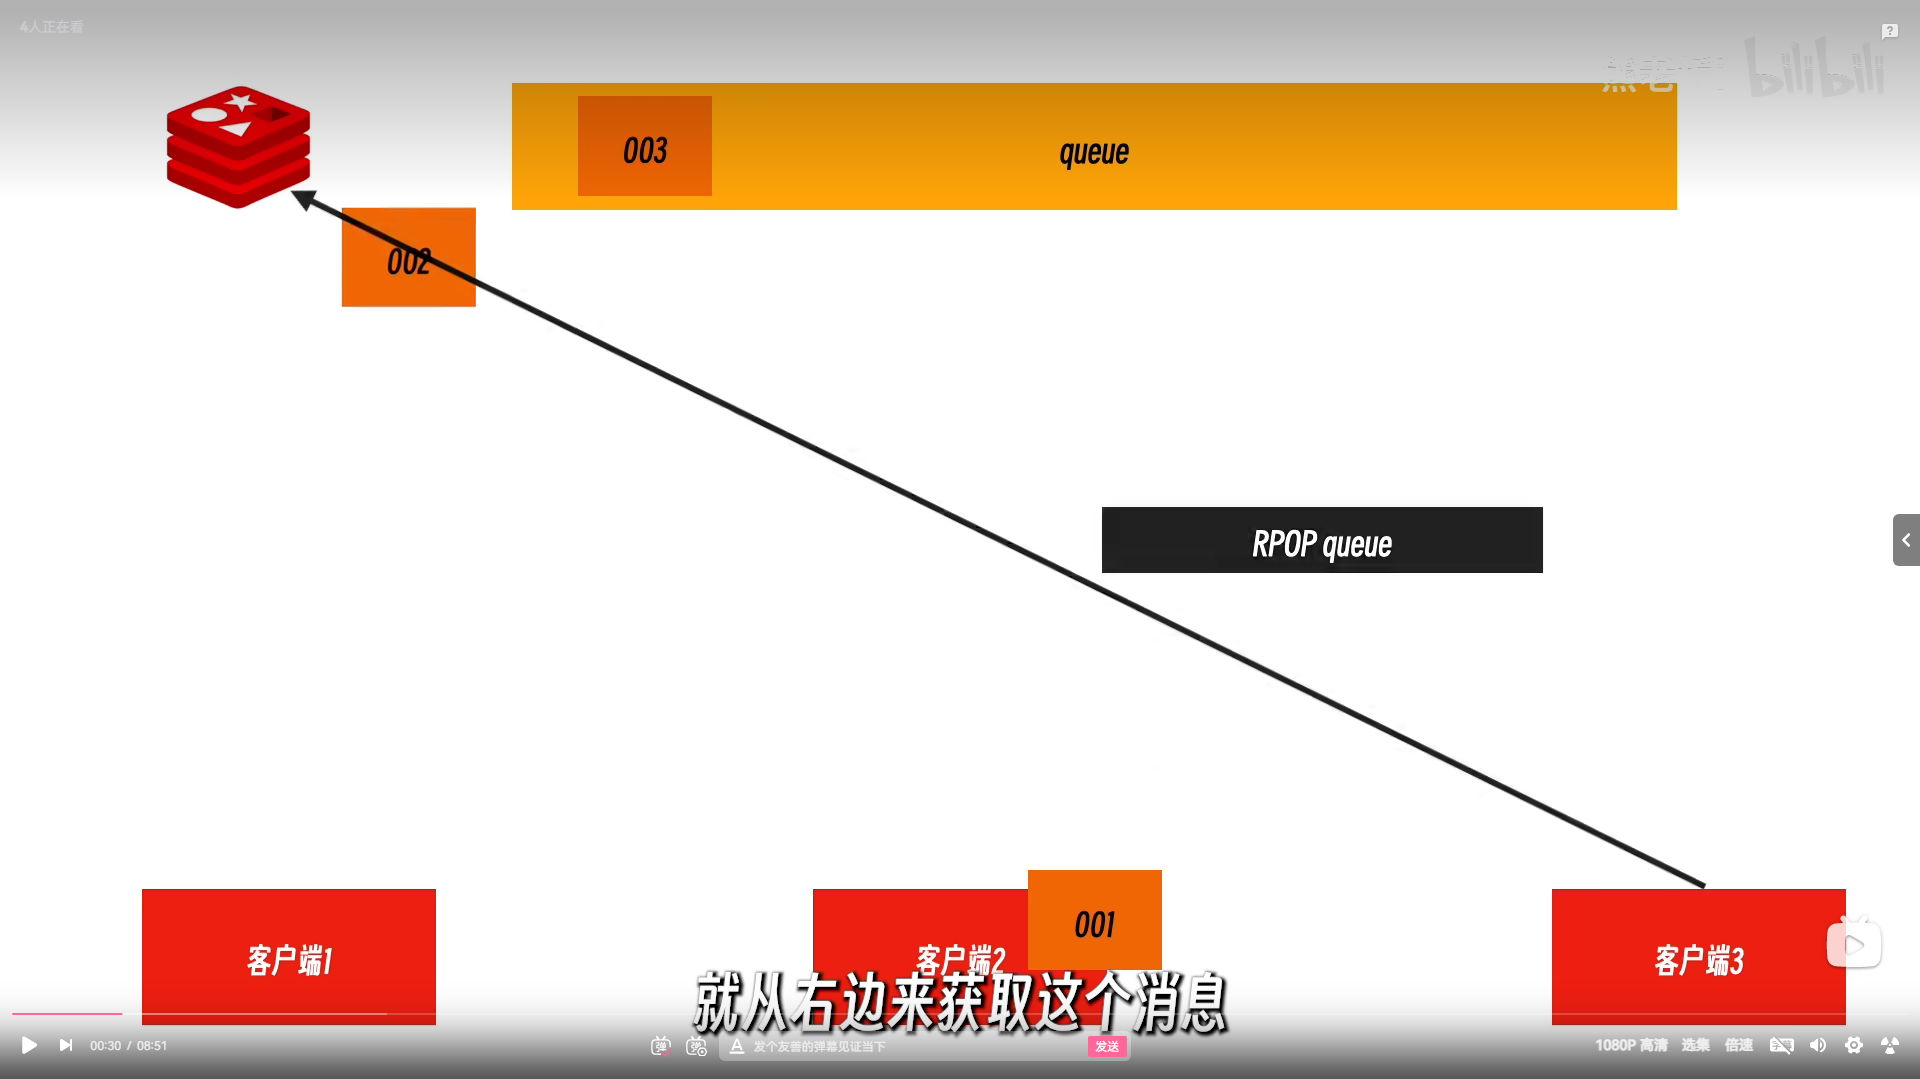 4人正在看
bilibili
003
queue
002
RPOP queue
001
客户端1
客户端2
客户端3
就从右边来获取这个消息
00:30 / 08:51
弹
弹
发个友善的弹幕见证当下
发送
1080P 高清
选集
倍速